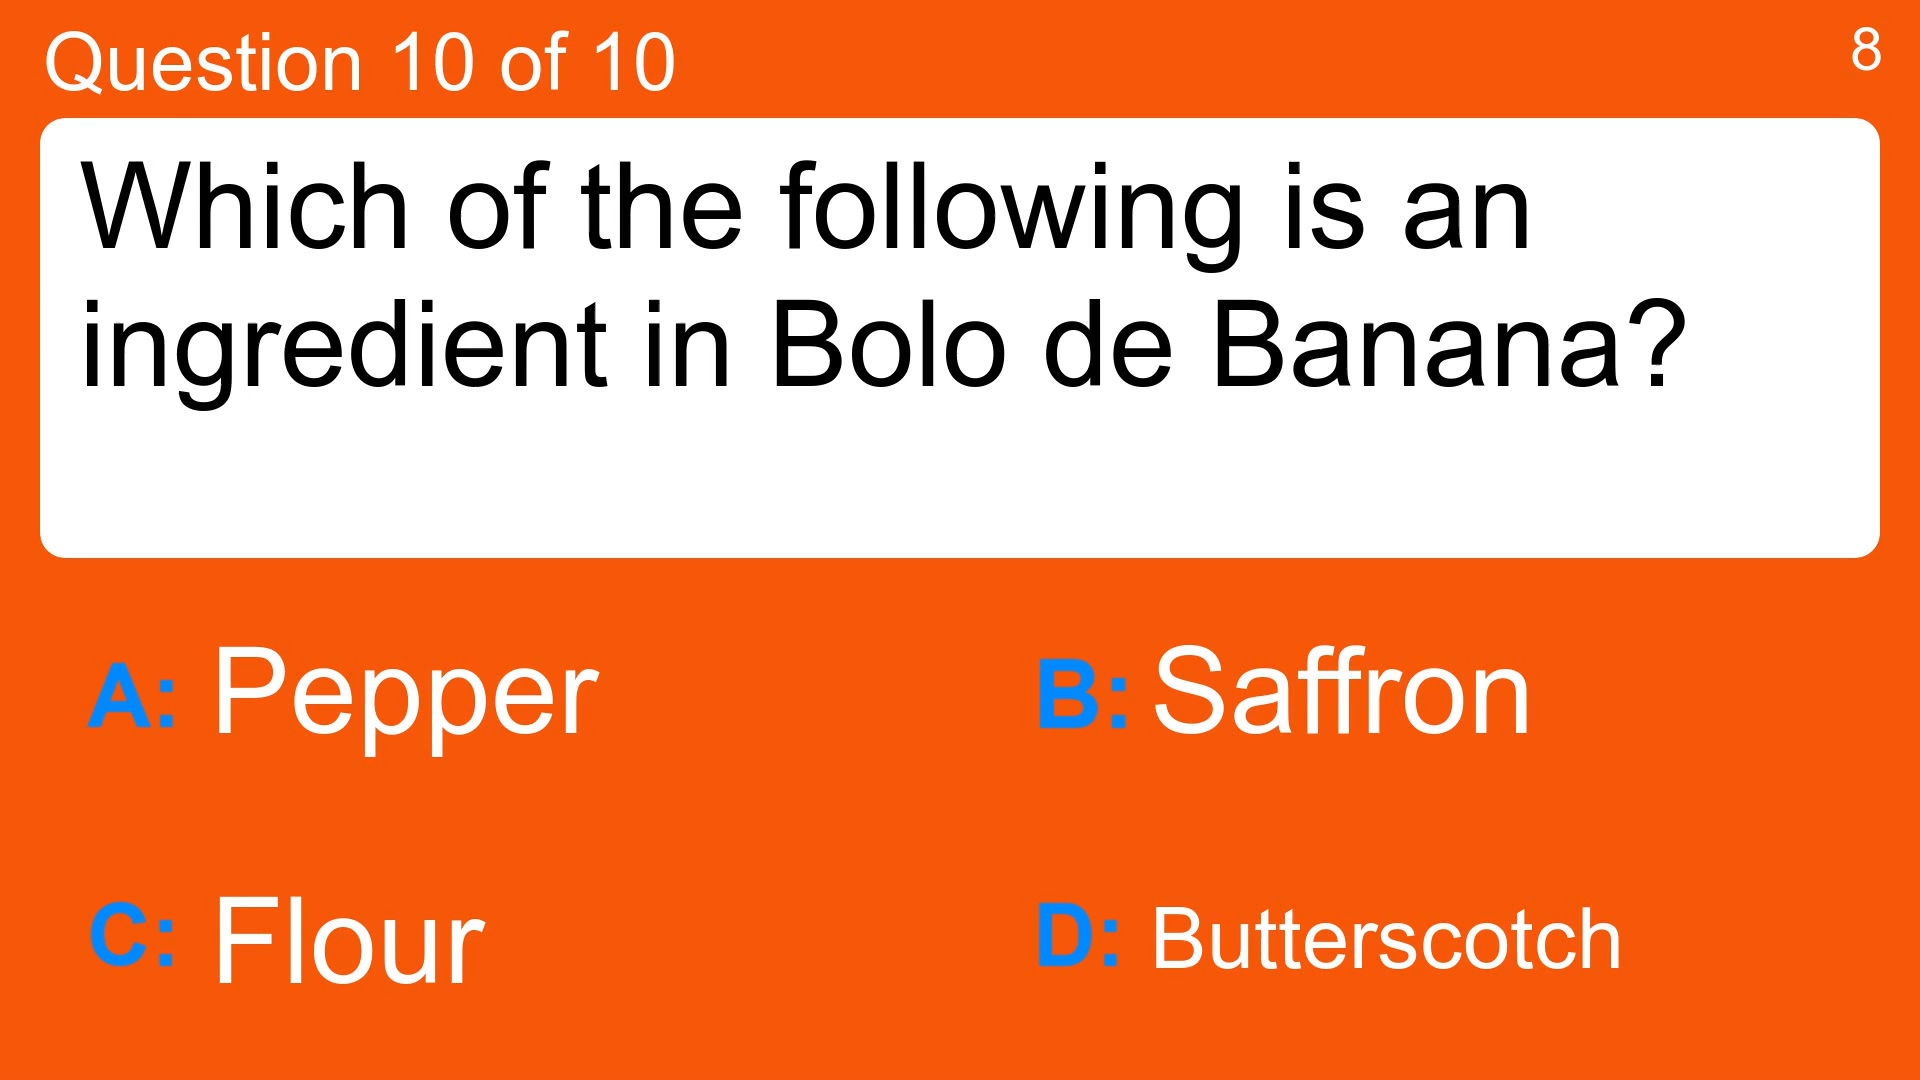 Question 10 of 10
8
Which of the following is an
ingredient in Bolo de Banana?
A: Pepper
B: Saffron
C: Flour
D: Butterscotch